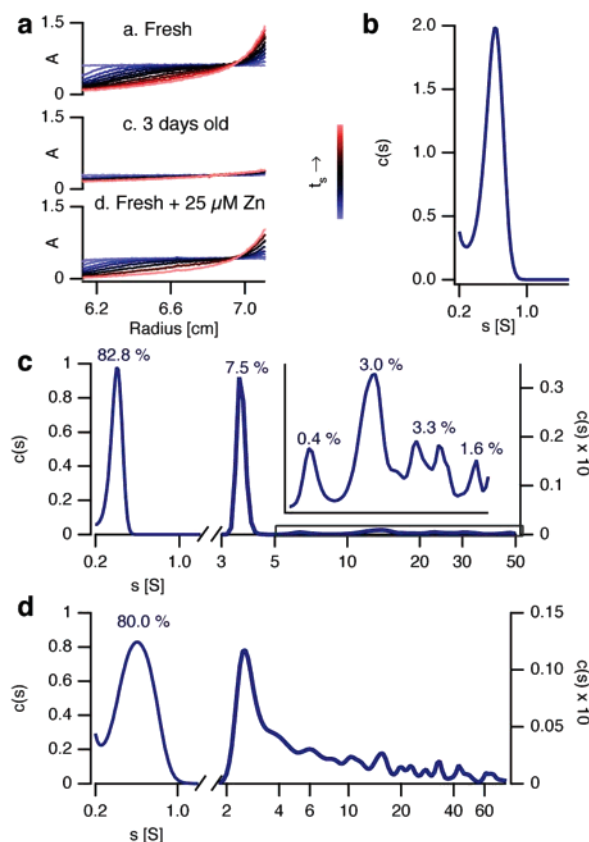 a
a. Fresh
1.5
A
0
c. 3 days old
1.5
A
0
d. Fresh + 25 µM Zn
1.5
A
0
6.2 6.6 7.0
Radius [cm]
t_s →
b
2.0
1.5
1.0
0.5
0.0
c(s)
0.2 1.0
s [S]
c
82.8 %
7.5 %
3.0 %
0.4 %
3.3 %
1.6 %
1
0.8
0.6
0.4
0.2
0
c(s)
0.3
0.2
0.1
0
c(s) x 10
0.2 1.0 3 5 10 20 30 50
s [S]
d
80.0 %
1
0.8
0.6
0.4
0.2
0
c(s)
0.15
0.10
0.05
0
c(s) x 10
0.2 1.0 2 4 6 10 20 40 60
s [S]